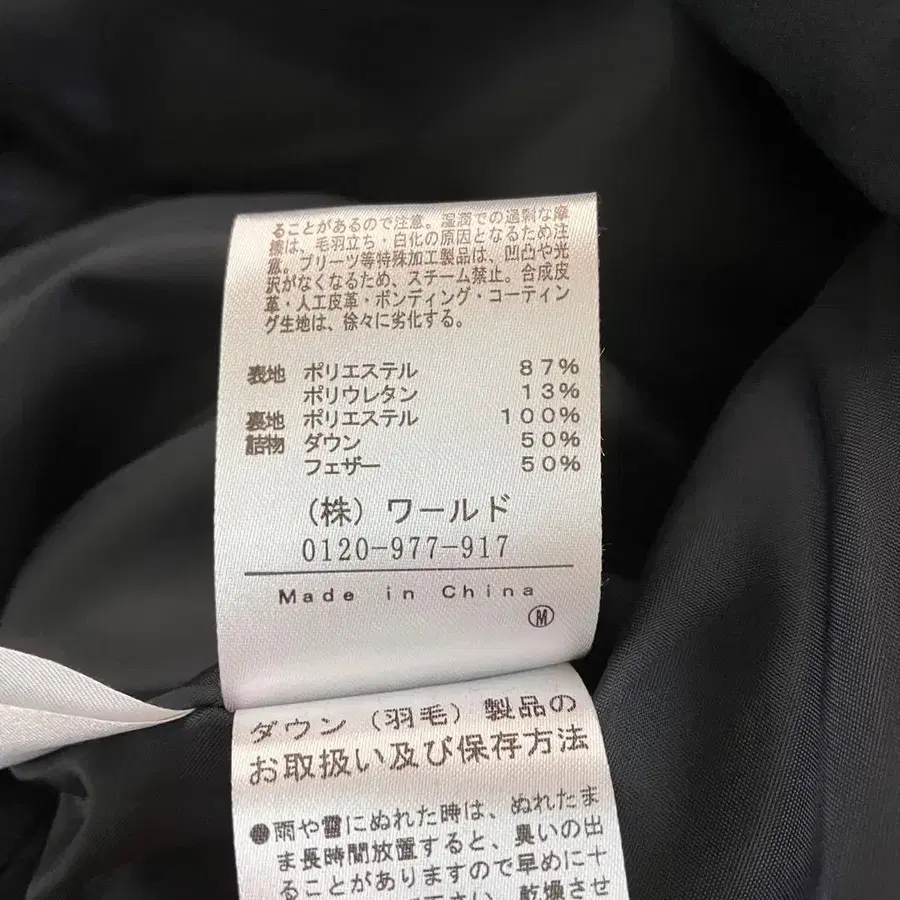 ることがあるので注意。湿潤での過剰な摩
擦は、毛羽立ち・白化の原因となるため注
意。プリーツ等特殊加工製品は、凹凸や光
沢がなくなるため、スチーム禁止。合成皮
革・人工皮革・ボンディング・コーティン
グ生地は、徐々に劣化する。
表地 ポリエステル 87%
ポリウレタン 13%
裏地 ポリエステル 100%
詰物 ダウン 50%
フェザー 50%
（株）ワールド
0120-977-917
Made in China
Ⓜ
ダウン（羽毛）製品の
お取扱い及び保存方法
●雨や雪にぬれた時は、ぬれたま
ま長時間放置すると、臭いの出
ることがありますので早めに十
乾燥させ